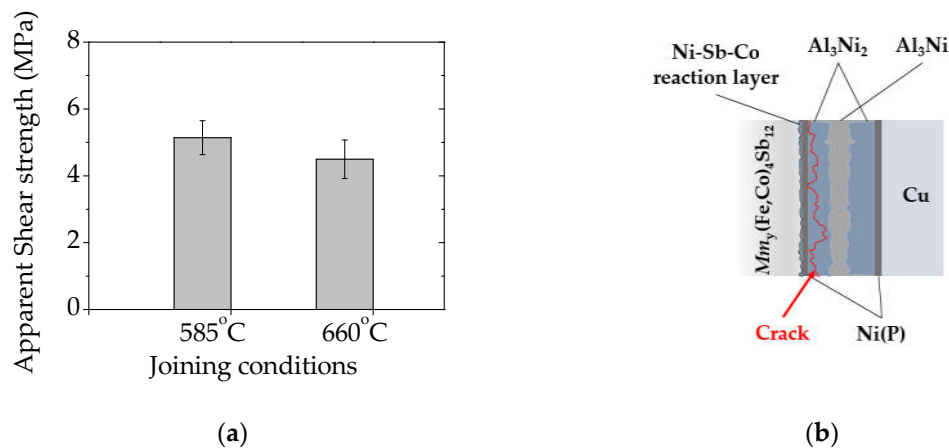 Apparent Shear strength (MPa)
8
6
4
2
0
585°C
660°C
Joining conditions
(a)
Ni-Sb-Co
reaction layer
Al₃Ni₂
Al₃Ni
Mmᵧ(Fe,Co)₄Sb₁₂
Cu
Crack
Ni(P)
(b)